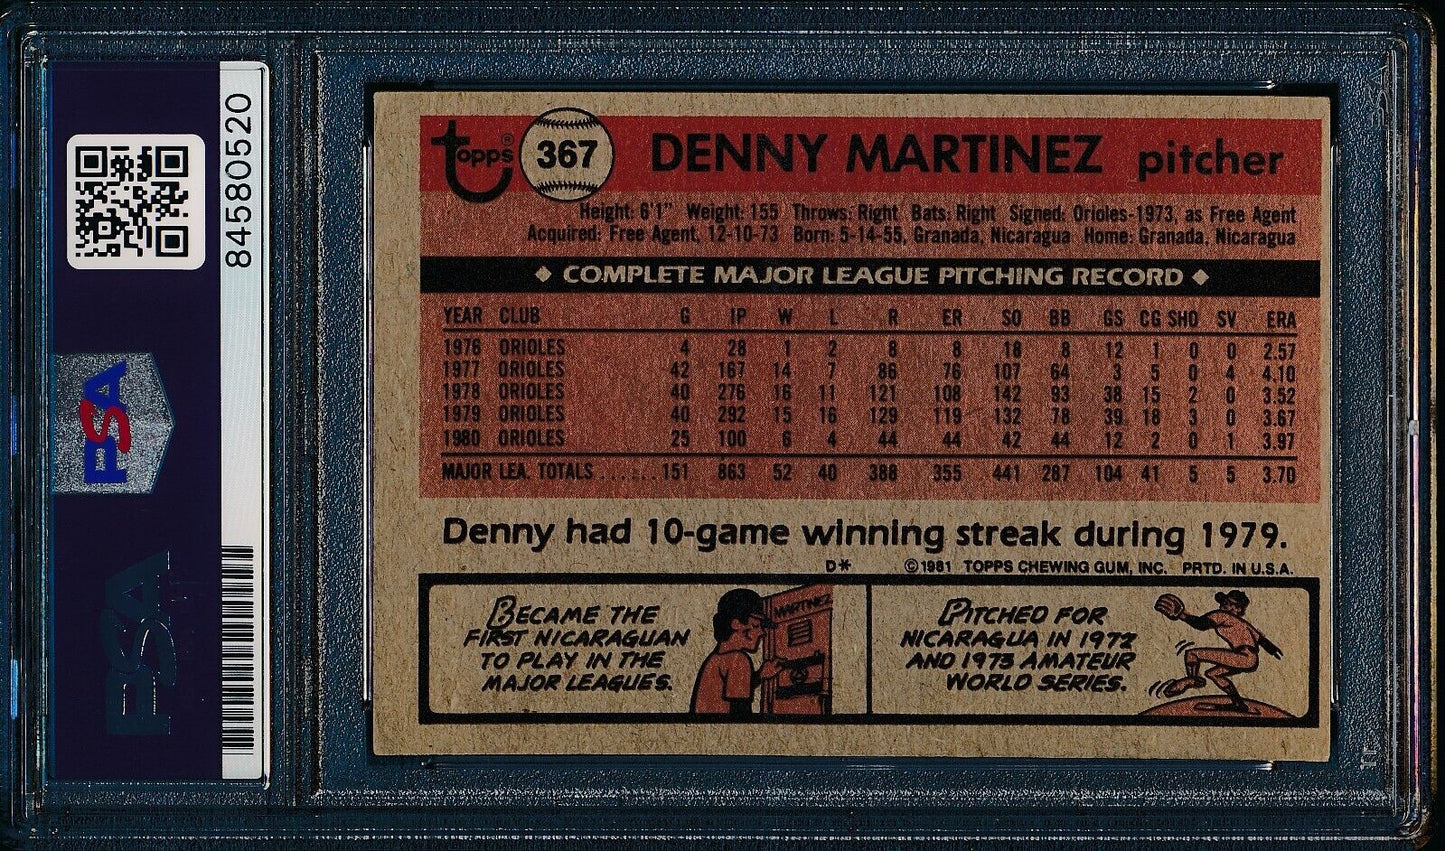 84580520
PSA
PSA
topps® 367 DENNY MARTINEZ pitcher
Height: 6'1" Weight: 155 Throws: Right Bats: Right Signed: Orioles-1973, as Free Agent
Acquired: Free Agent, 12-10-73 Born: 5-14-55, Granada, Nicaragua Home: Granada, Nicaragua
◆ COMPLETE MAJOR LEAGUE PITCHING RECORD ◆
YEAR CLUB G IP W L R ER SO BB GS CG SHO SV ERA
1976 ORIOLES 4 28 1 2 8 8 18 8 12 1 0 0 2.57
1977 ORIOLES 42 167 14 7 86 76 107 64 3 5 0 4 4.10
1978 ORIOLES 40 276 16 11 121 108 142 93 38 15 2 0 3.52
1979 ORIOLES 40 292 15 16 129 119 132 78 39 18 3 0 3.67
1980 ORIOLES 25 100 6 4 44 44 42 44 12 2 0 1 3.97
MAJOR LEA. TOTALS ....... 151 863 52 40 388 355 441 287 104 41 5 5 3.70
Denny had 10-game winning streak during 1979.
D* ©1981 TOPPS CHEWING GUM, INC. PRTD. IN U.S.A.
BECAME THE
FIRST NICARAGUAN
TO PLAY IN THE
MAJOR LEAGUES.
MARTINEZ
PITCHED FOR
NICARAGUA IN 1972
AND 1973 AMATEUR
WORLD SERIES.